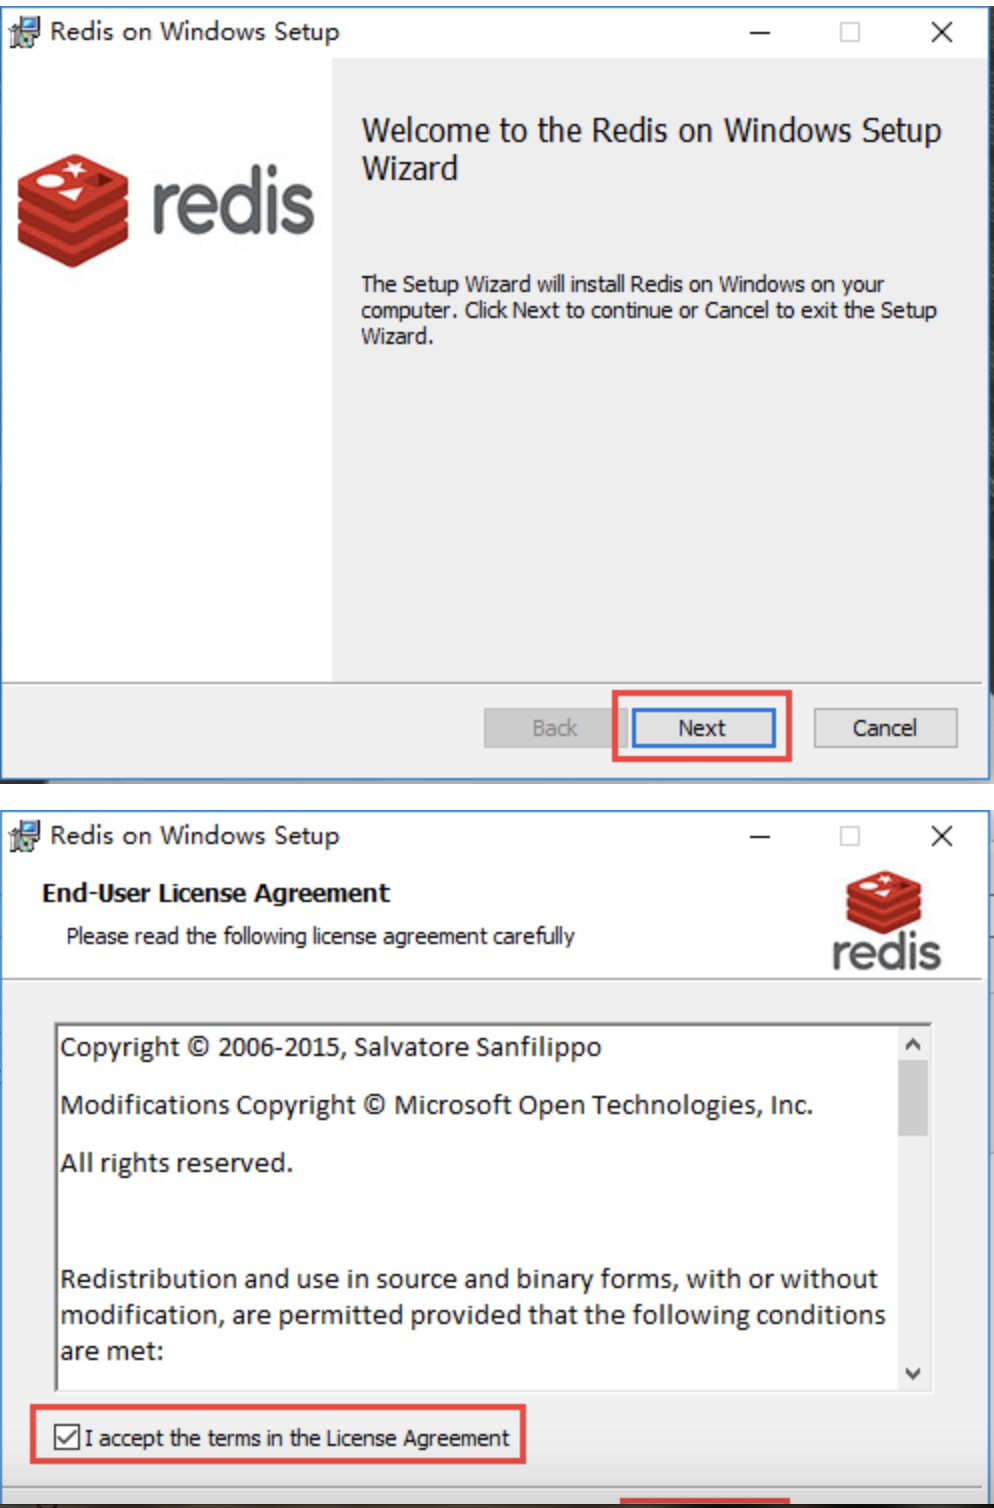 Redis on Windows Setup
redis
Welcome to the Redis on Windows Setup
Wizard
The Setup Wizard will install Redis on Windows on your
computer. Click Next to continue or Cancel to exit the Setup
Wizard.
Back
Next
Cancel
Redis on Windows Setup
End-User License Agreement
Please read the following license agreement carefully
redis
Copyright © 2006-2015, Salvatore Sanfilippo
Modifications Copyright © Microsoft Open Technologies, Inc.
All rights reserved.
Redistribution and use in source and binary forms, with or without
modification, are permitted provided that the following conditions
are met:
I accept the terms in the License Agreement